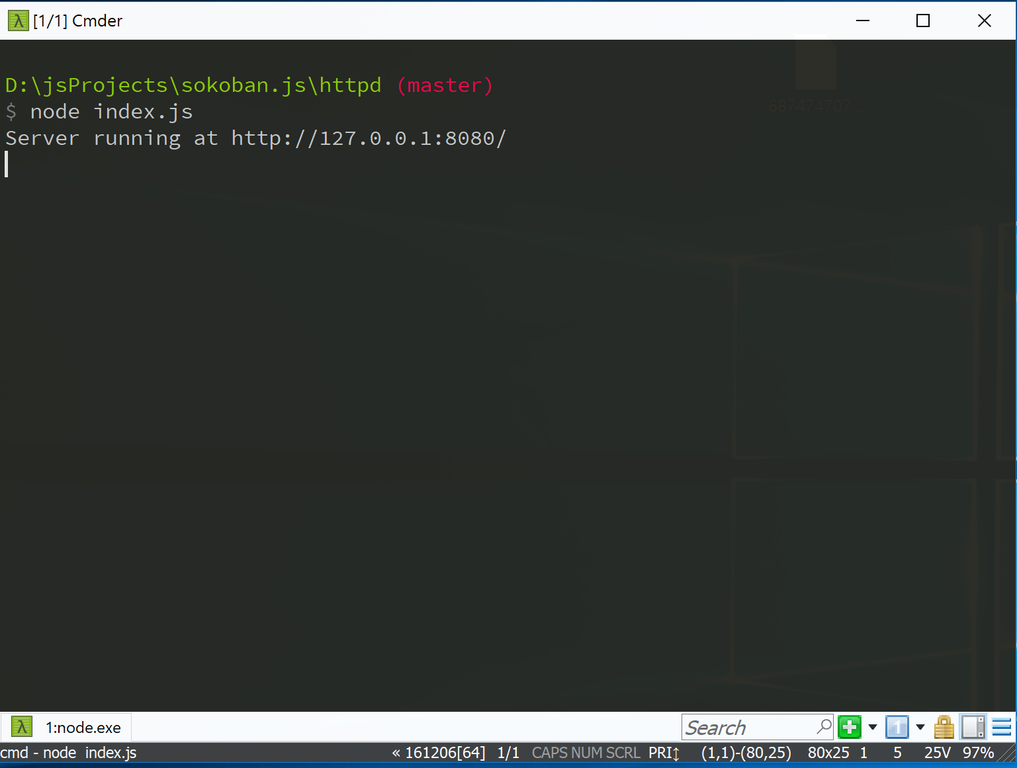 [1/1] Cmder
D:\jsProjects\sokoban.js\httpd (master)
$ node index.js
Server running at http://127.0.0.1:8080/
1:node.exe
Search
1
cmd - node index.js
« 161206[64] 1/1 CAPS NUM SCRL PRI↕ (1,1)-(80,25) 80x25 1 5 25V 97%